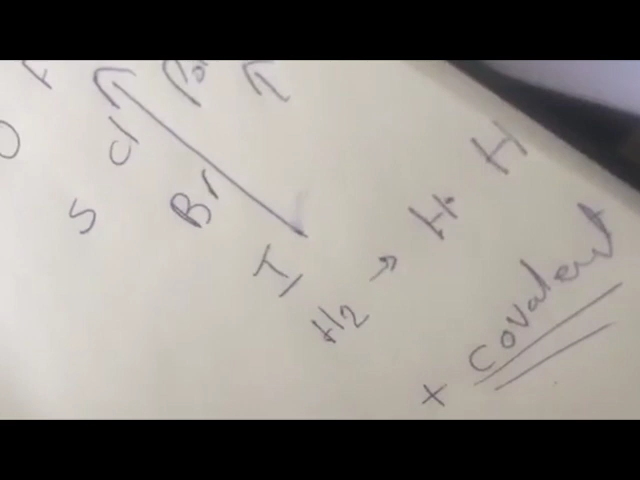 O
S Cl
Br
I
H2 → H· H
+ Covalent